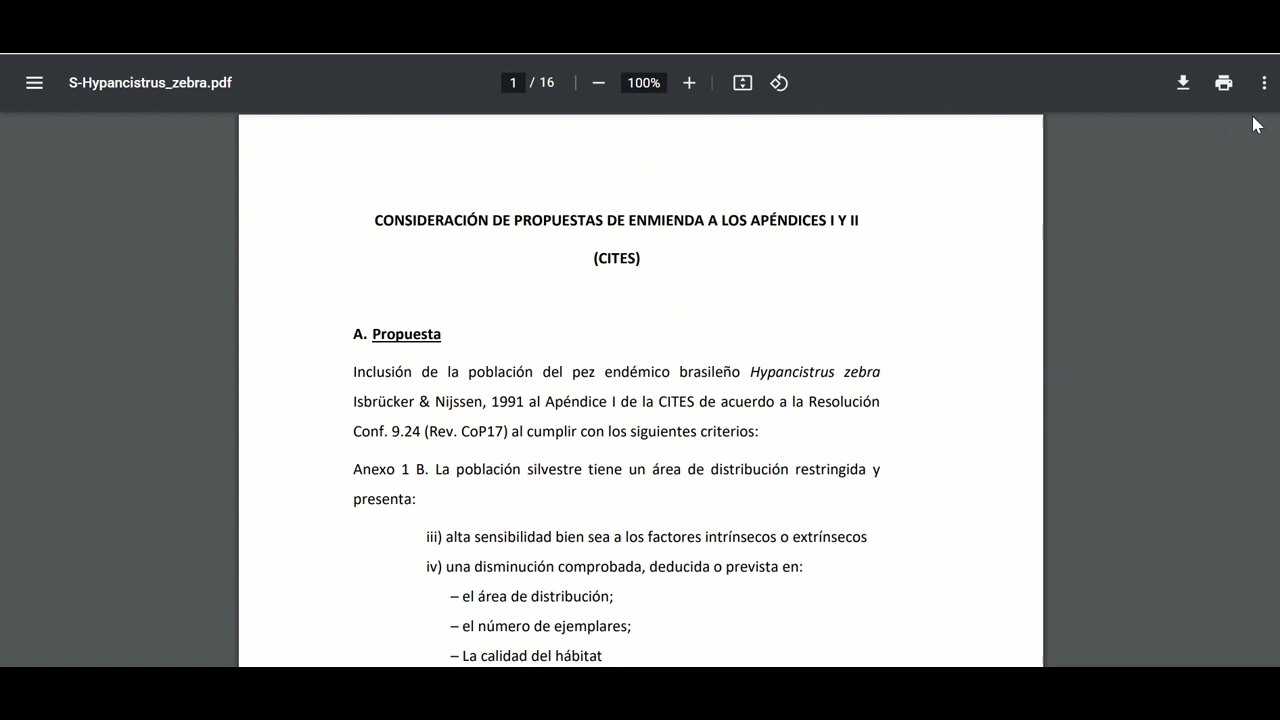 S-Hypancistrus_zebra.pdf
1 / 16
100%
CONSIDERACIÓN DE PROPUESTAS DE ENMIENDA A LOS APÉNDICES I Y II
(CITES)
A. Propuesta
Inclusión de la población del pez endémico brasileño Hypancistrus zebra
Isbrücker & Nijssen, 1991 al Apéndice I de la CITES de acuerdo a la Resolución
Conf. 9.24 (Rev. CoP17) al cumplir con los siguientes criterios:
Anexo 1 B. La población silvestre tiene un área de distribución restringida y
presenta:
iii) alta sensibilidad bien sea a los factores intrínsecos o extrínsecos
iv) una disminución comprobada, deducida o prevista en:
– el área de distribución;
– el número de ejemplares;
– La calidad del hábitat